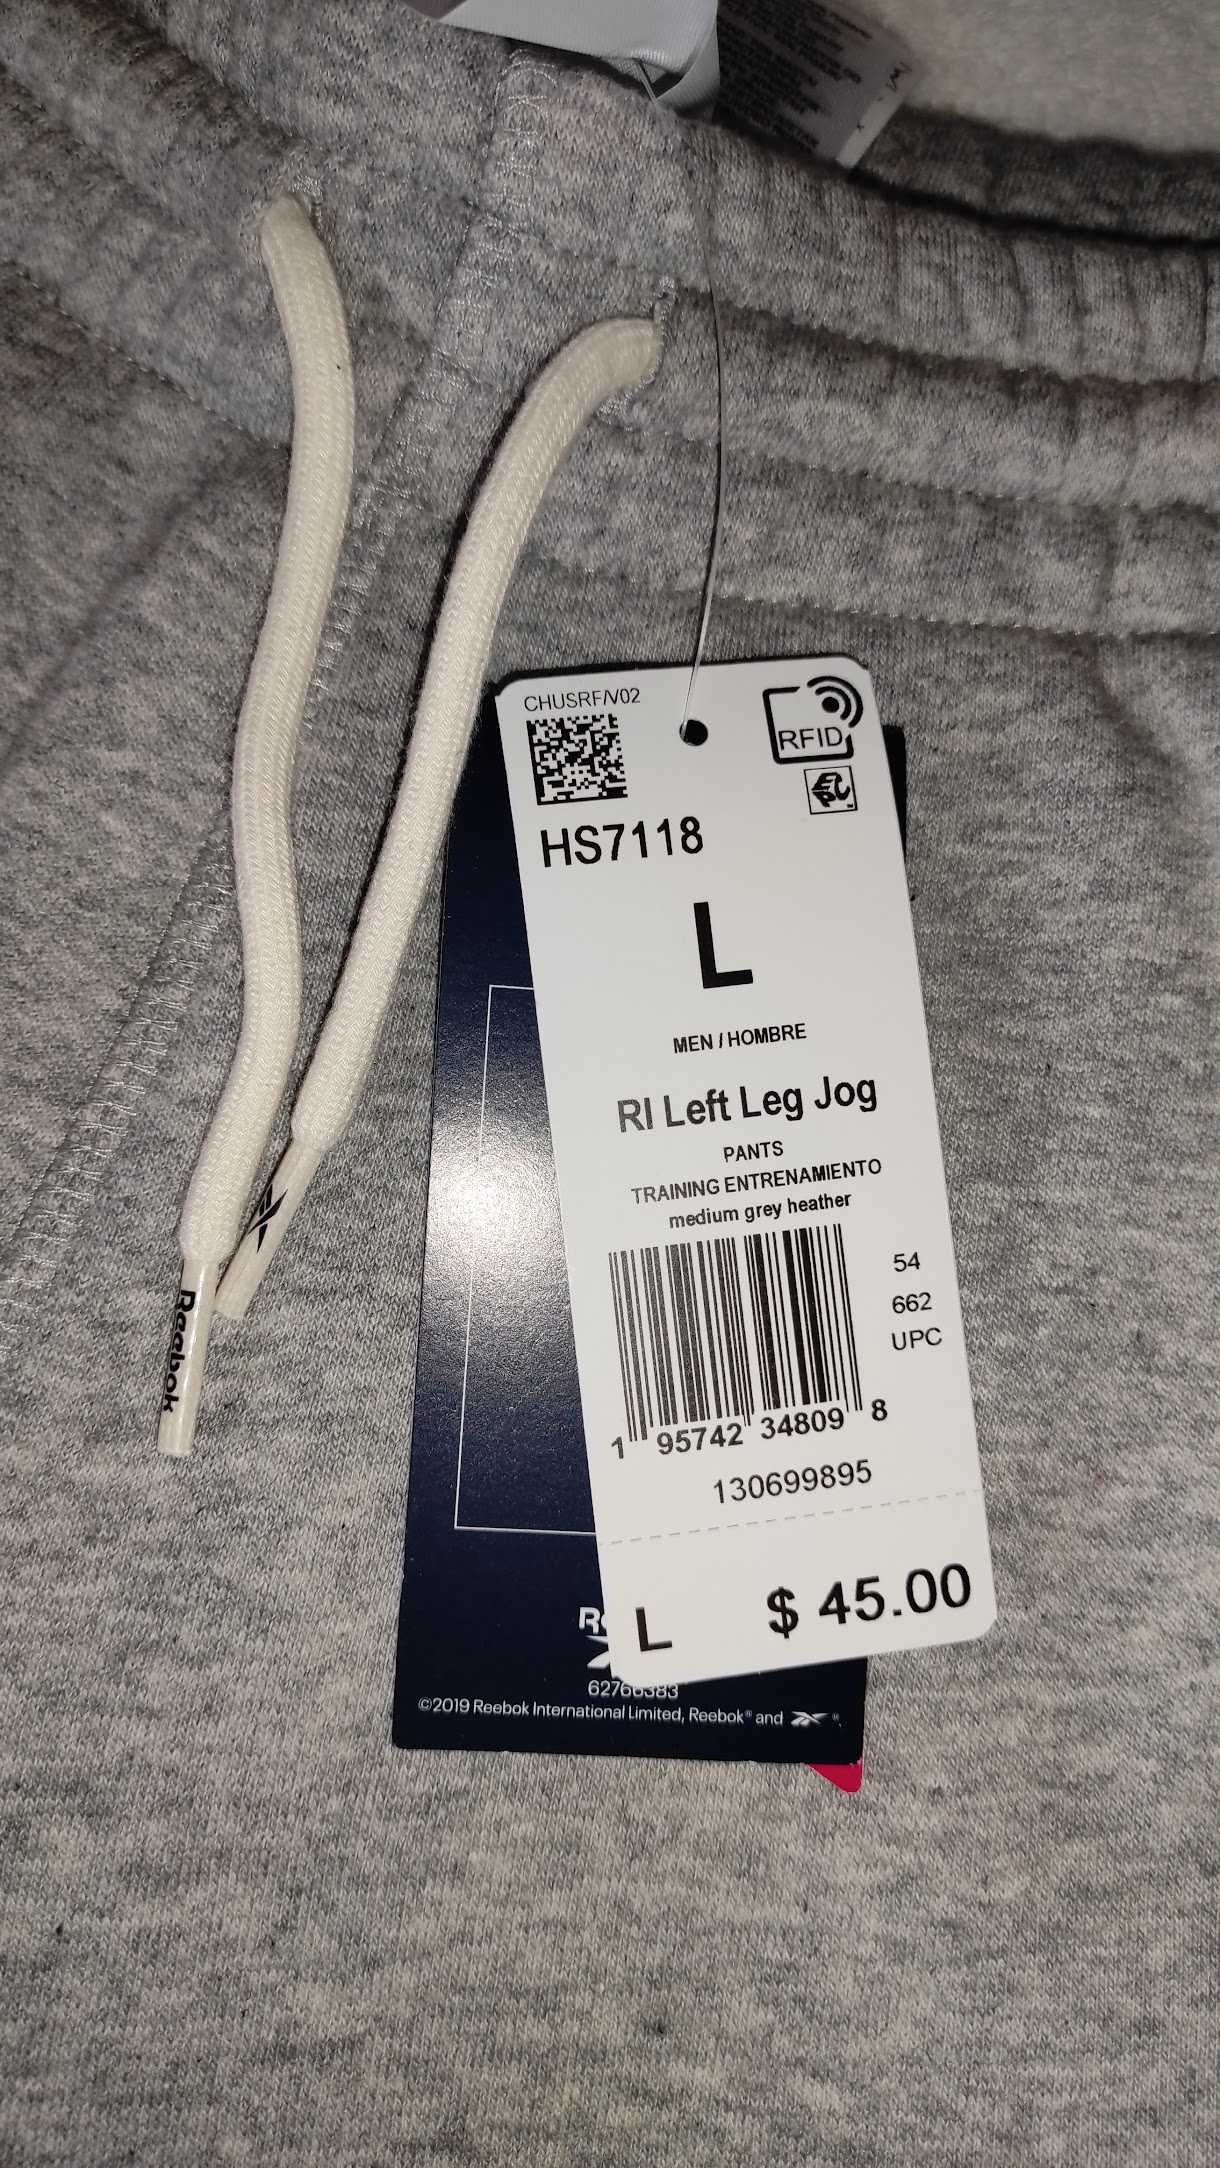 CHUSRF/V02
RFID
EPC
HS7118
L
MEN / HOMBRE
RI Left Leg Jog
PANTS
TRAINING ENTRENAMIENTO
medium grey heather
54
662
UPC
1 95742 34809 8
130699895
L $ 45.00
62766383
©2019 Reebok International Limited, Reebok® and ®
Reebok